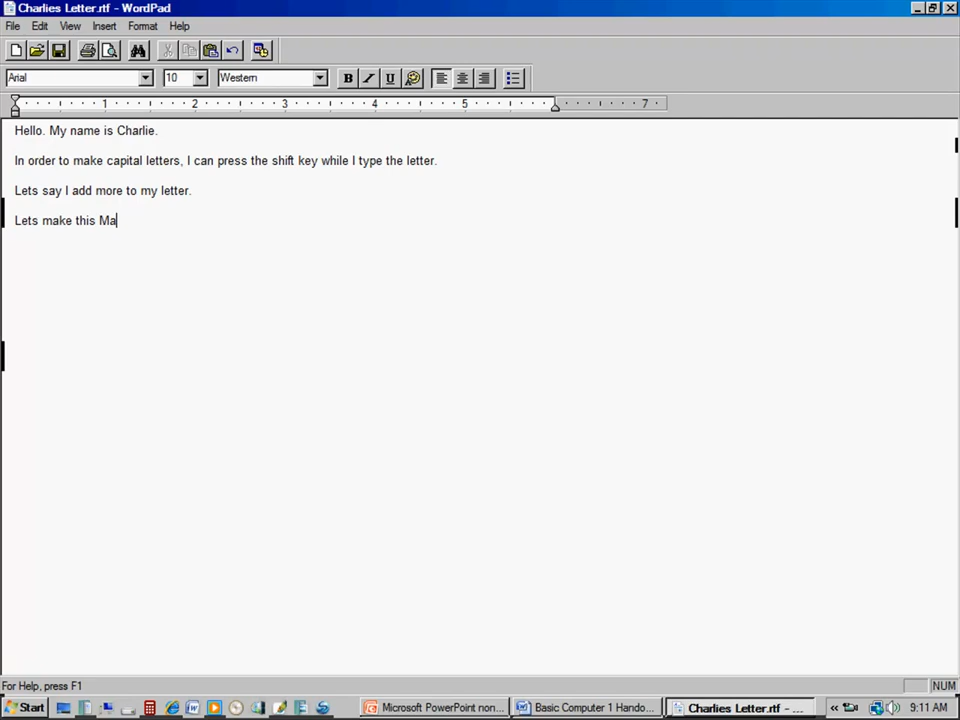 Charlies Letter.rtf - WordPad
File Edit View Insert Format Help
Arial 10 Western B I U
1 2 3 4 5 7
Hello. My name is Charlie.
In order to make capital letters, I can press the shift key while I type the letter.
Lets say I add more to my letter.
Lets make this Ma
For Help, press F1 NUM
Start Microsoft PowerPoint non... Basic Computer 1 Hando... Charlies Letter.rtf - ... 9:11 AM